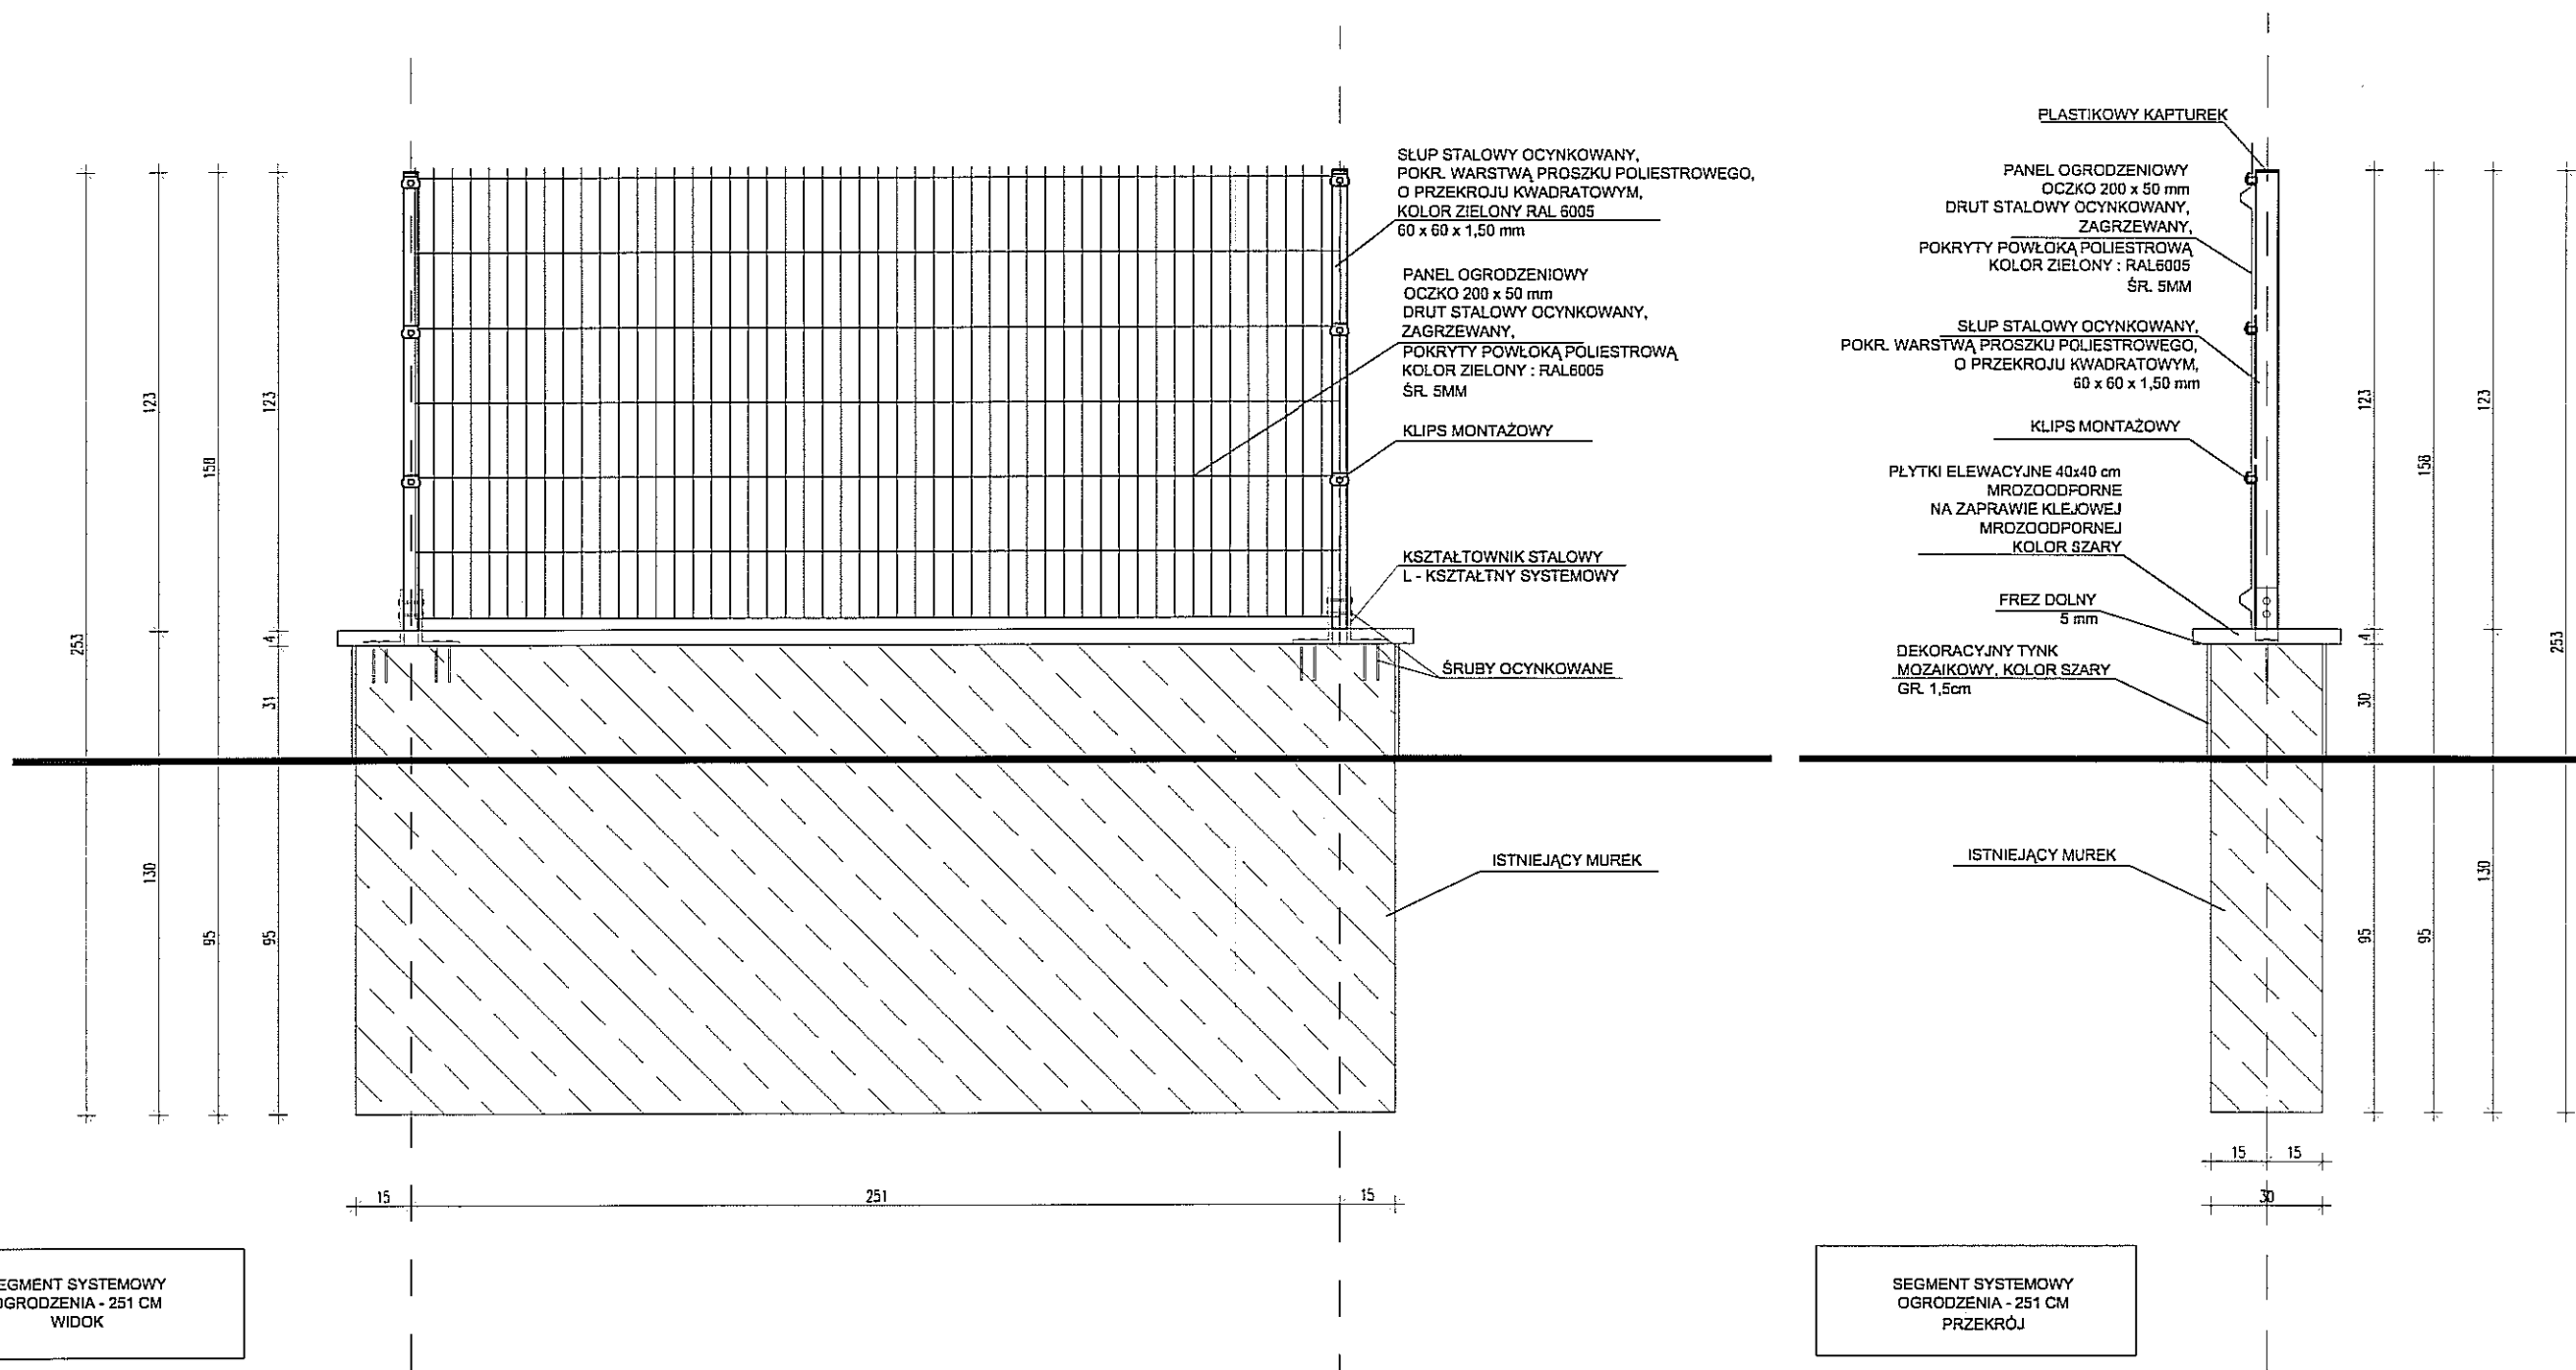 SŁUP STALOWY OCYNKOWANY,
POKR. WARSTWĄ PROSZKU POLIESTROWEGO,
O PRZEKROJU KWADRATOWYM,
KOLOR ZIELONY RAL 6005
60 x 60 x 1,50 mm
PANEL OGRODZENIOWY
OCZKO 200 x 50 mm
DRUT STALOWY OCYNKOWANY,
ZAGRZEWANY,
POKRYTY POWŁOKĄ POLIESTROWĄ
KOLOR ZIELONY : RAL6005
ŚR. 5MM
KLIPS MONTAŻOWY
KSZTAŁTOWNIK STALOWY
L - KSZTAŁTNY SYSTEMOWY
ŚRUBY OCYNKOWANE
ISTNIEJĄCY MUREK
253
123
130
158
95
123
4
31
95
15
251
15
EGMENT SYSTEMOWY
OGRODZENIA - 251 CM
WIDOK
PLASTIKOWY KAPTUREK
PANEL OGRODZENIOWY
OCZKO 200 x 50 mm
DRUT STALOWY OCYNKOWANY,
ZAGRZEWANY,
POKRYTY POWŁOKĄ POLIESTROWĄ
KOLOR ZIELONY : RAL6005
ŚR. 5MM
SŁUP STALOWY OCYNKOWANY,
POKR. WARSTWĄ PROSZKU POLIESTROWEGO,
O PRZEKROJU KWADRATOWYM,
60 x 60 x 1,50 mm
KLIPS MONTAŻOWY
PŁYTKI ELEWACYJNE 40x40 cm
MROZOODPORNE
NA ZAPRAWIE KLEJOWEJ
MROZOODPORNEJ
KOLOR SZARY
FREZ DOLNY
5 mm
DEKORACYJNY TYNK
MOZAIKOWY, KOLOR SZARY
GR. 1,5cm
ISTNIEJĄCY MUREK
123
4
30
95
158
95
123
130
253
15
15
30
SEGMENT SYSTEMOWY
OGRODZENIA - 251 CM
PRZEKRÓJ